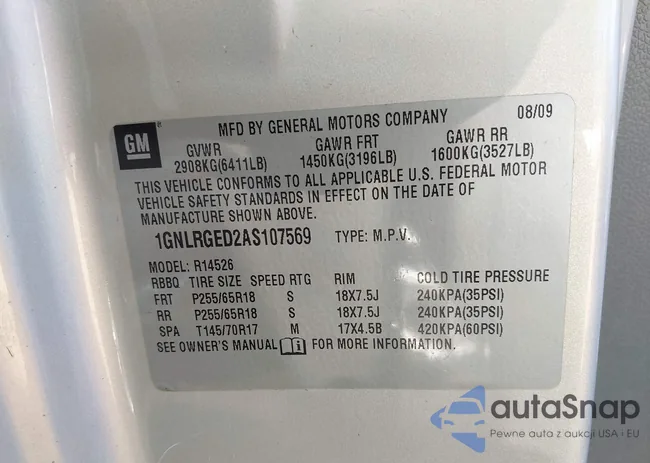 GM
MFD BY GENERAL MOTORS COMPANY 08/09
GVWR GAWR FRT GAWR RR
2908KG(6411LB) 1450KG(3196LB) 1600KG(3527LB)
THIS VEHICLE CONFORMS TO ALL APPLICABLE U.S. FEDERAL MOTOR
VEHICLE SAFETY STANDARDS IN EFFECT ON THE DATE OF
MANUFACTURE SHOWN ABOVE.
1GNLRGED2AS107569 TYPE: M.P.V.
MODEL: R14526
RBBQ TIRE SIZE SPEED RTG RIM COLD TIRE PRESSURE
FRT P255/65R18 S 18X7.5J 240KPA(35PSI)
RR P255/65R18 S 18X7.5J 240KPA(35PSI)
SPA T145/70R17 M 17X4.5B 420KPA(60PSI)
SEE OWNER'S MANUAL i FOR MORE INFORMATION.
autaSnap
Pewne auta z aukcji USA i EU